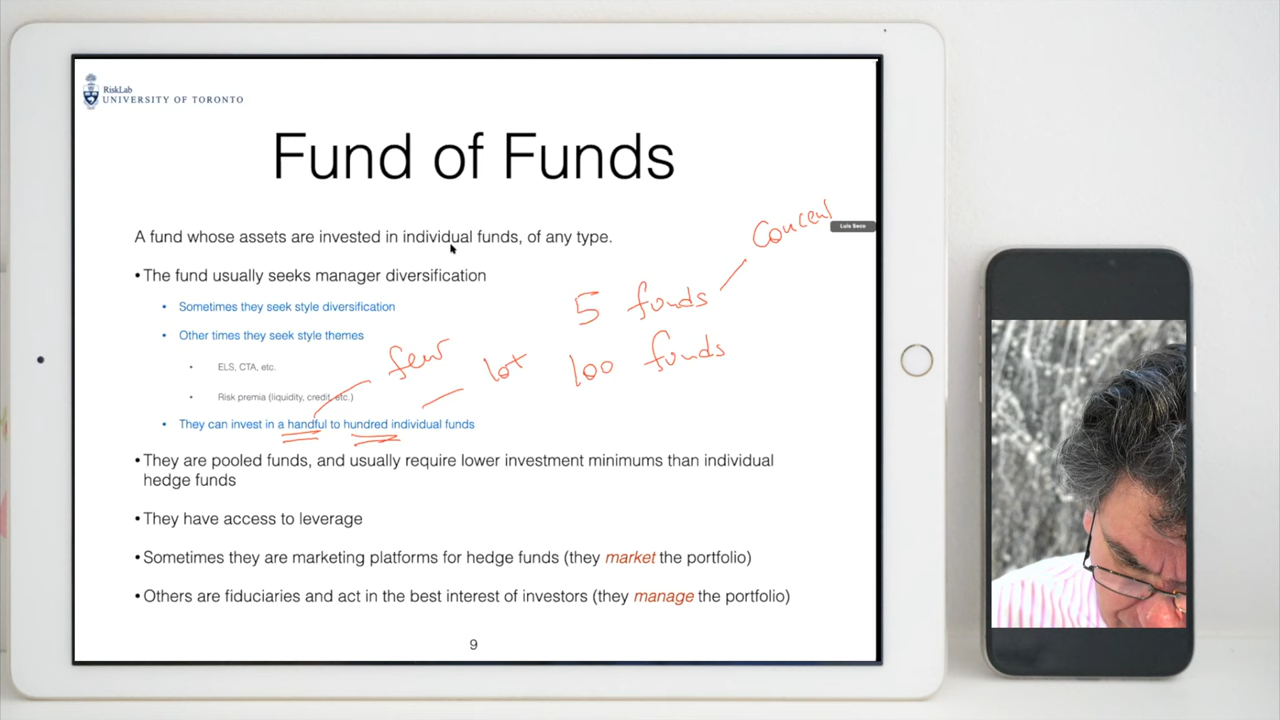 RiskLab
UNIVERSITY OF TORONTO
Fund of Funds
Concent
Luis Seco
A fund whose assets are invested in individual funds, of any type.
• The fund usually seeks manager diversification
5 funds
• Sometimes they seek style diversification
• Other times they seek style themes
few
lot
100 funds
• ELS, CTA, etc.
• Risk premia (liquidity, credit, etc.)
• They can invest in a handful to hundred individual funds
• They are pooled funds, and usually require lower investment minimums than individual
hedge funds
• They have access to leverage
• Sometimes they are marketing platforms for hedge funds (they market the portfolio)
• Others are fiduciaries and act in the best interest of investors (they manage the portfolio)
9